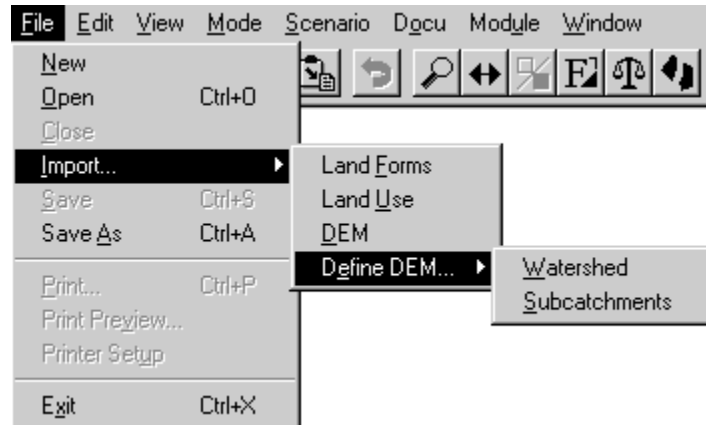 File Edit View Mode Scenario Docu Module Window
New
Open Ctrl+O
Close
Import...
Save Ctrl+S
Save As Ctrl+A
Print... Ctrl+P
Print Preview...
Printer Setup
Exit Ctrl+X
Land Forms
Land Use
DEM
Define DEM...
Watershed
Subcatchments
F